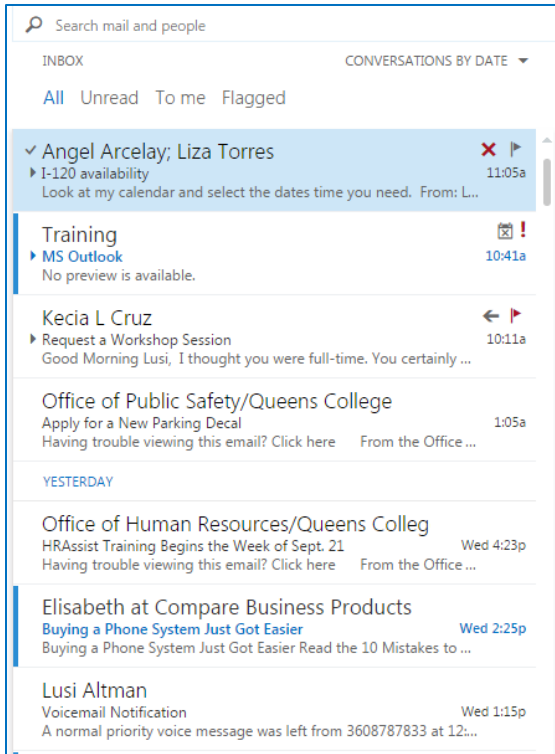 Search mail and people
INBOX CONVERSATIONS BY DATE
All Unread To me Flagged
Angel Arcelay; Liza Torres
I-120 availability 11:05a
Look at my calendar and select the dates time you need. From: L...
Training
MS Outlook 10:41a
No preview is available.
Kecia L Cruz
Request a Workshop Session 10:11a
Good Morning Lusi, I thought you were full-time. You certainly ...
Office of Public Safety/Queens College
Apply for a New Parking Decal 1:05a
Having trouble viewing this email? Click here From the Office ...
YESTERDAY
Office of Human Resources/Queens Colleg
HRAssist Training Begins the Week of Sept. 21 Wed 4:23p
Having trouble viewing this email? Click here From the Office ...
Elisabeth at Compare Business Products
Buying a Phone System Just Got Easier Wed 2:25p
Buying a Phone System Just Got Easier Read the 10 Mistakes to ...
Lusi Altman
Voicemail Notification Wed 1:15p
A normal priority voice message was left from 3608787833 at 12:...